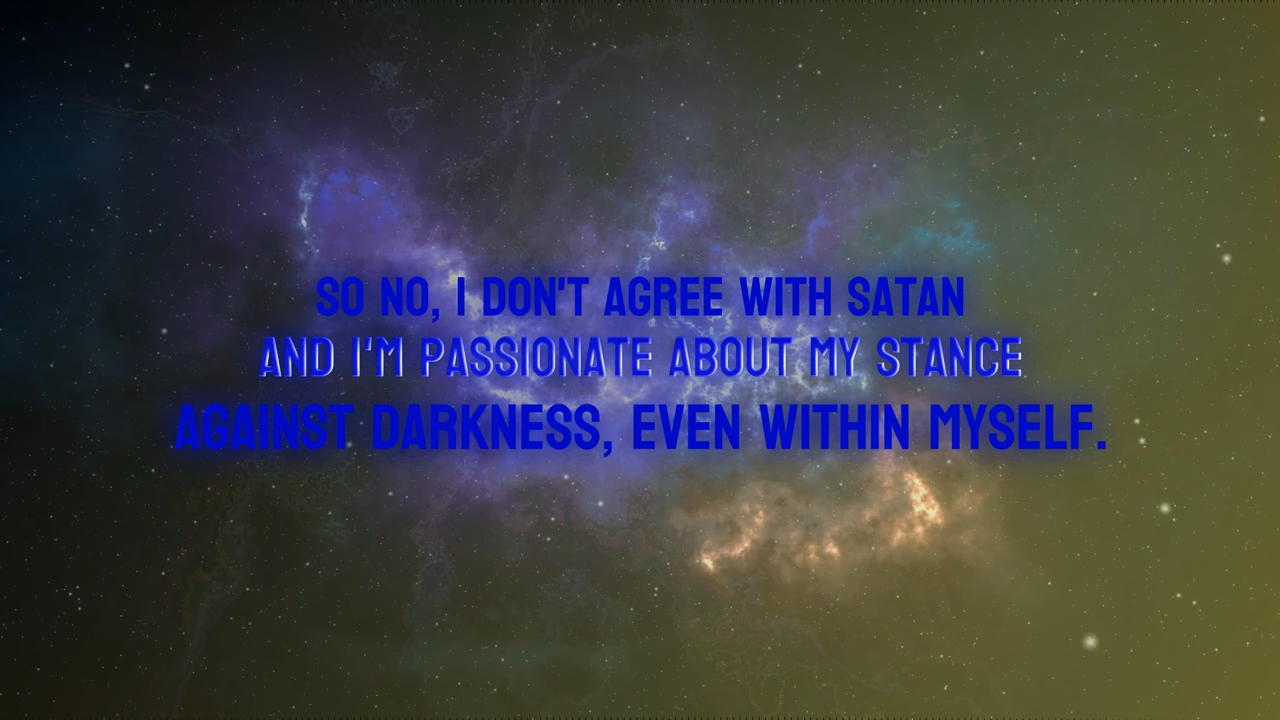 SO NO, I DON'T AGREE WITH SATAN
AND I'M PASSIONATE ABOUT MY STANCE
AGAINST DARKNESS, EVEN WITHIN MYSELF.